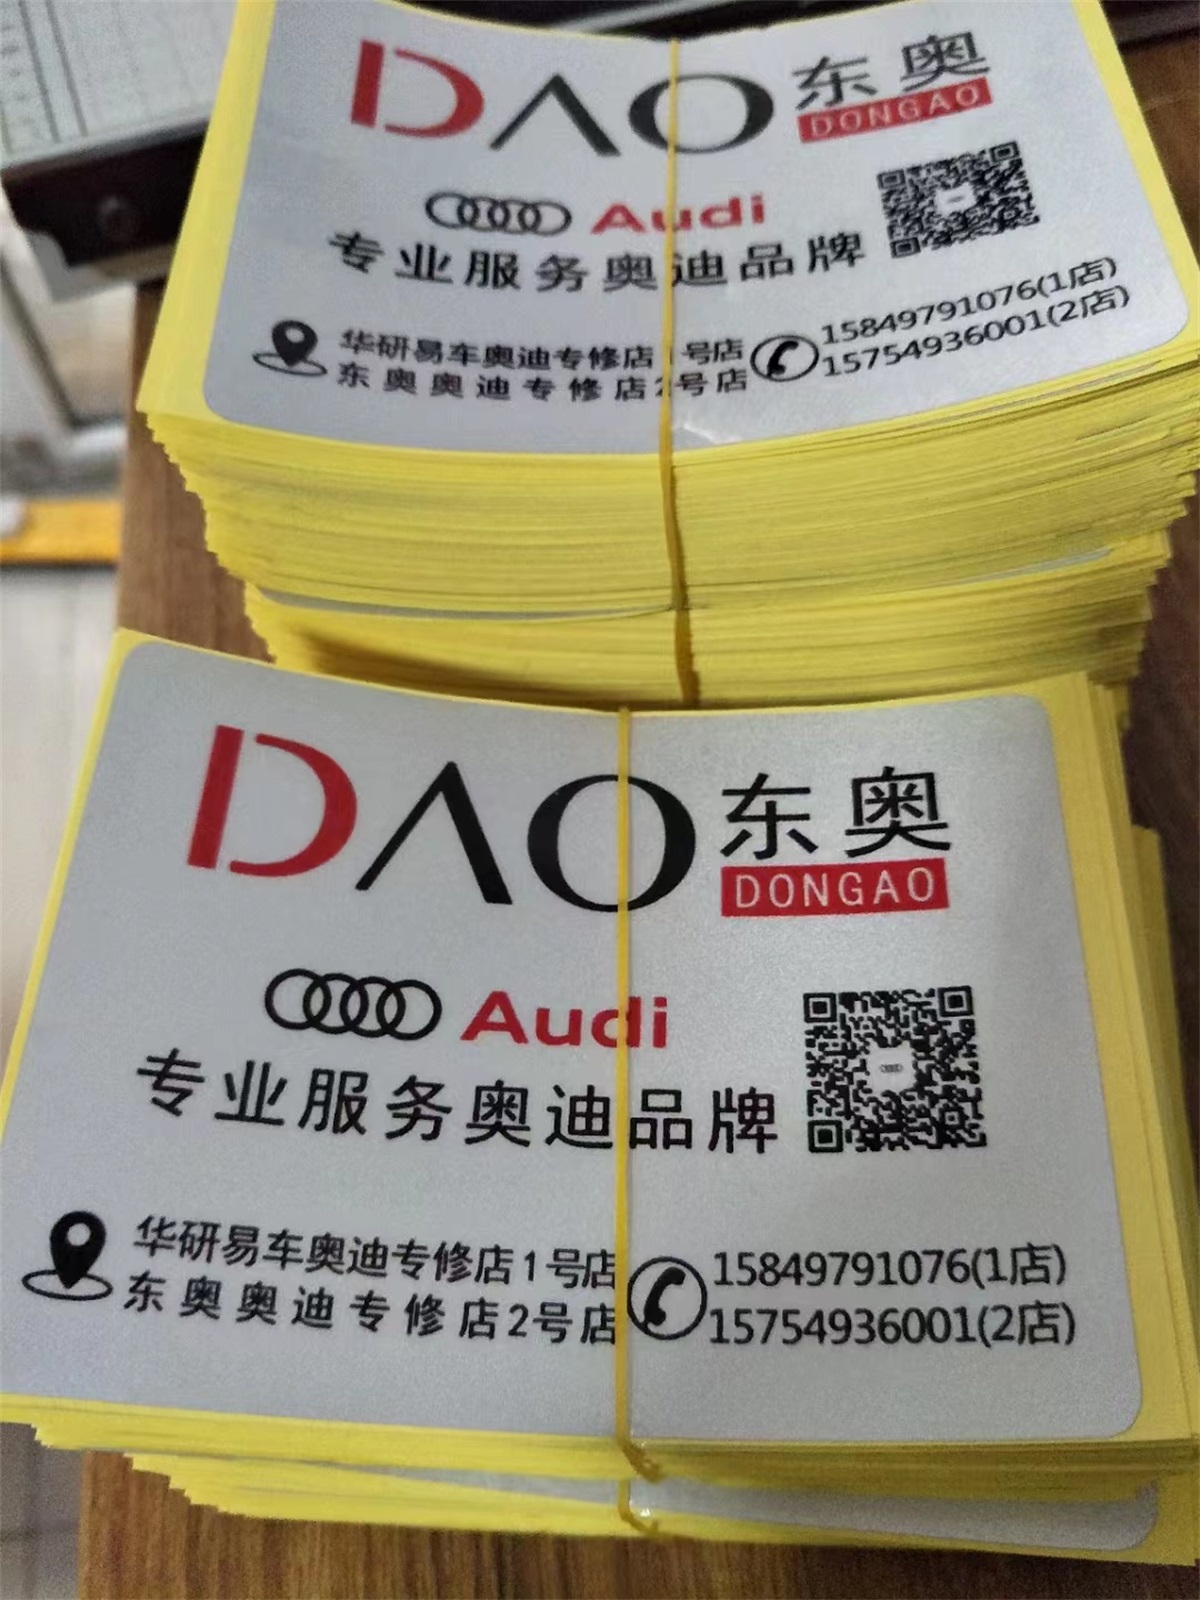 DAO 东奥
DONGAO
Audi
专业服务奥迪品牌
华研易车奥迪专修店1号店
东奥奥迪专修店2号店
15849791076(1店)
15754936001(2店)
DAO 东奥
DONGAO
Audi
专业服务奥迪品牌
华研易车奥迪专修店1号店
东奥奥迪专修店2号店
15849791076(1店)
15754936001(2店)